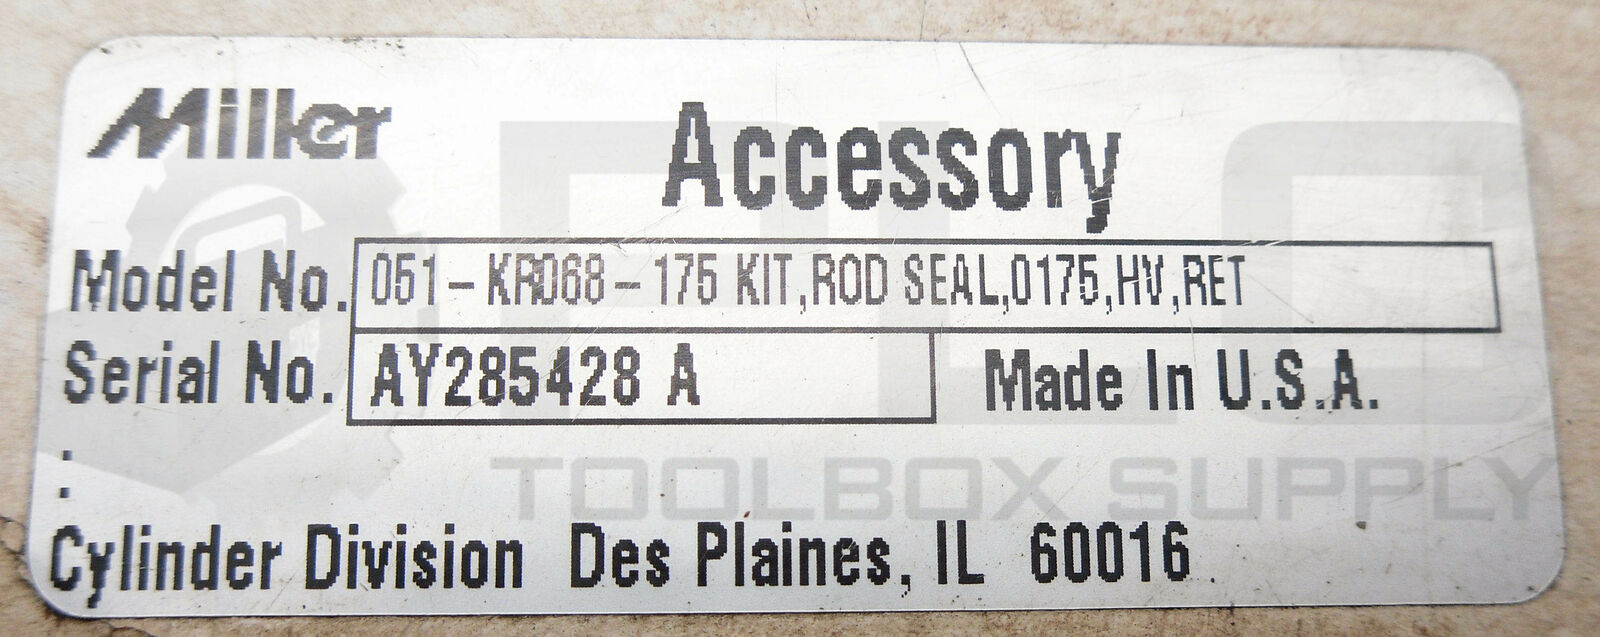 Miller
Accessory
Model No. 051-KR068-175 KIT,ROD SEAL,0175,HV,RET
Serial No. AY285428 A
Made In U.S.A.
:
Cylinder Division Des Plaines, IL 60016
PLC
TOOLBOX SUPPLY